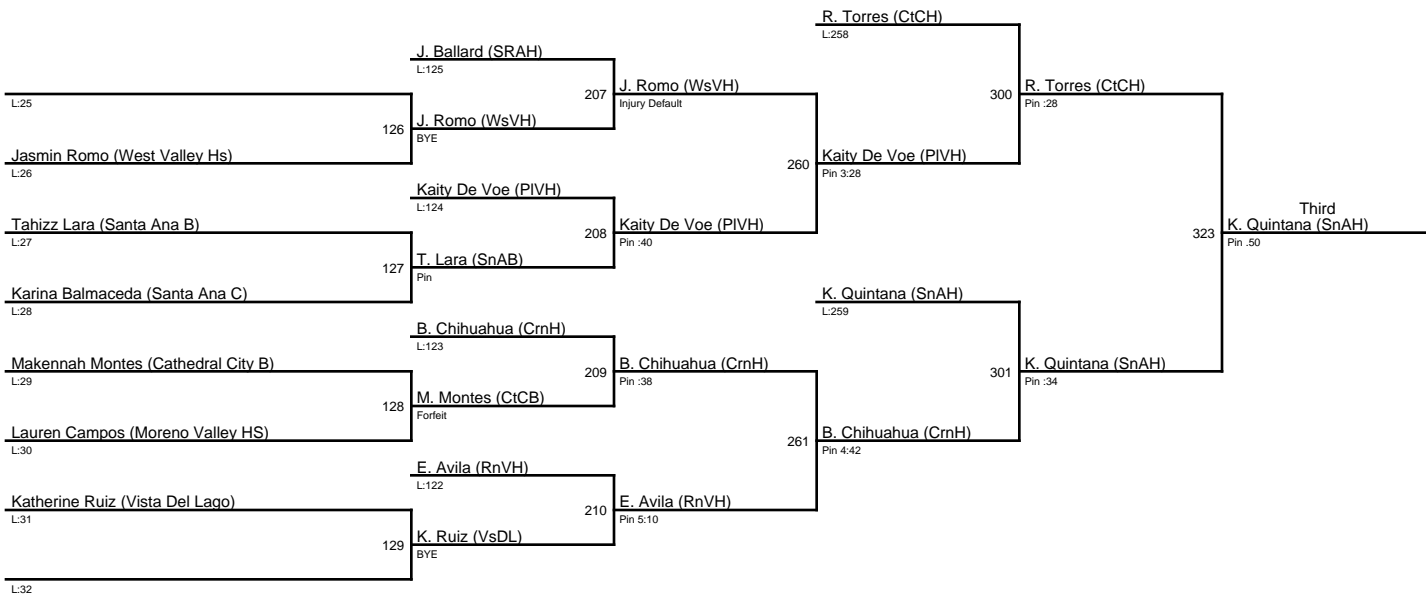 L:25
126
Jasmin Romo (West Valley Hs)
L:26
Tahizz Lara (Santa Ana B)
L:27
127
Karina Balmaceda (Santa Ana C)
L:28
Makennah Montes (Cathedral City B)
L:29
128
Lauren Campos (Moreno Valley HS)
L:30
Katherine Ruiz (Vista Del Lago)
L:31
129
L:32
J. Ballard (SRAH)
L:125
207
J. Romo (WsVH)
BYE
Kaity De Voe (PlVH)
L:124
208
T. Lara (SnAB)
Pin
B. Chihuahua (CrnH)
L:123
209
M. Montes (CtCB)
Forfeit
E. Avila (RnVH)
L:122
210
K. Ruiz (VsDL)
BYE
J. Romo (WsVH)
Injury Default
260
Kaity De Voe (PlVH)
Pin :40
B. Chihuahua (CrnH)
Pin :38
261
E. Avila (RnVH)
Pin 5:10
R. Torres (CtCH)
L:258
300
Kaity De Voe (PlVH)
Pin 3:28
K. Quintana (SnAH)
L:259
301
B. Chihuahua (CrnH)
Pin 4:42
R. Torres (CtCH)
Pin :28
323
K. Quintana (SnAH)
Pin :34
Third
K. Quintana (SnAH)
Pin .50